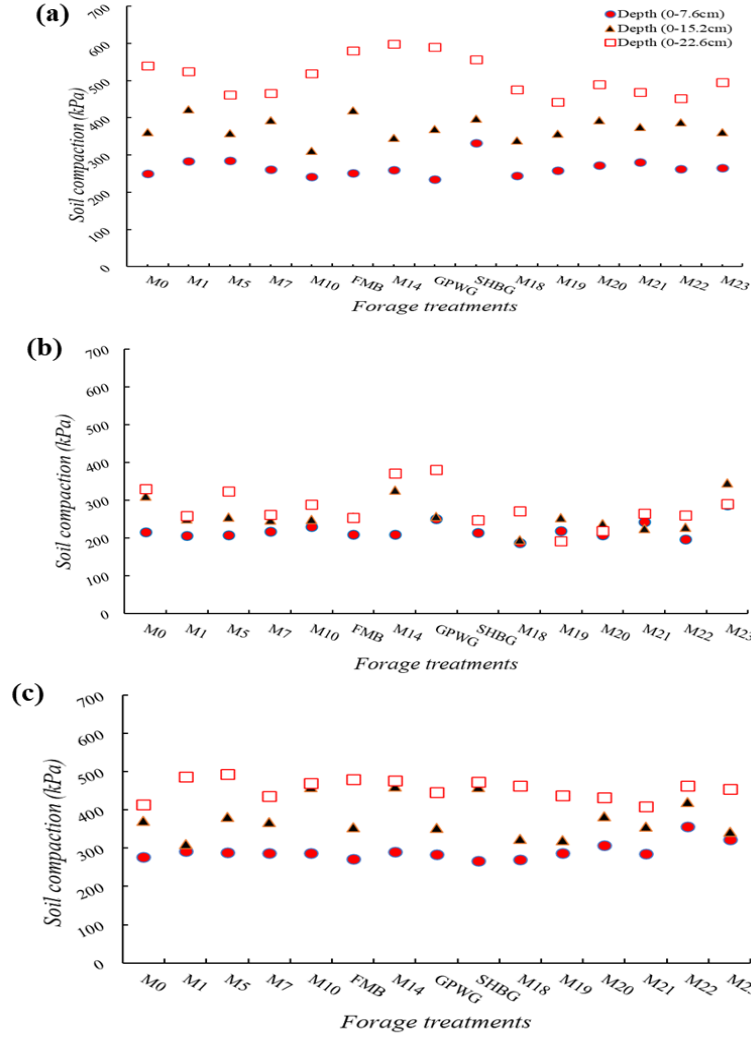 (a)
700
600
500
400
300
200
100
0
Soil compaction (kPa)
Depth (0-7.6cm)
Depth (0-15.2cm)
Depth (0-22.6cm)
M0 M1 M5 M7 M10 FMB M14 GPWG SHBG M18 M19 M20 M21 M22 M23
Forage treatments
(b)
700
600
500
400
300
200
100
0
Soil compaction (kPa)
M0 M1 M5 M7 M10 FMB M14 GPWG SHBG M18 M19 M20 M21 M22 M23
Forage treatments
(c)
700
600
500
400
300
200
100
0
Soil compaction (kPa)
M0 M1 M5 M7 M10 FMB M14 GPWG SHBG M18 M19 M20 M21 M22
Forage treatments